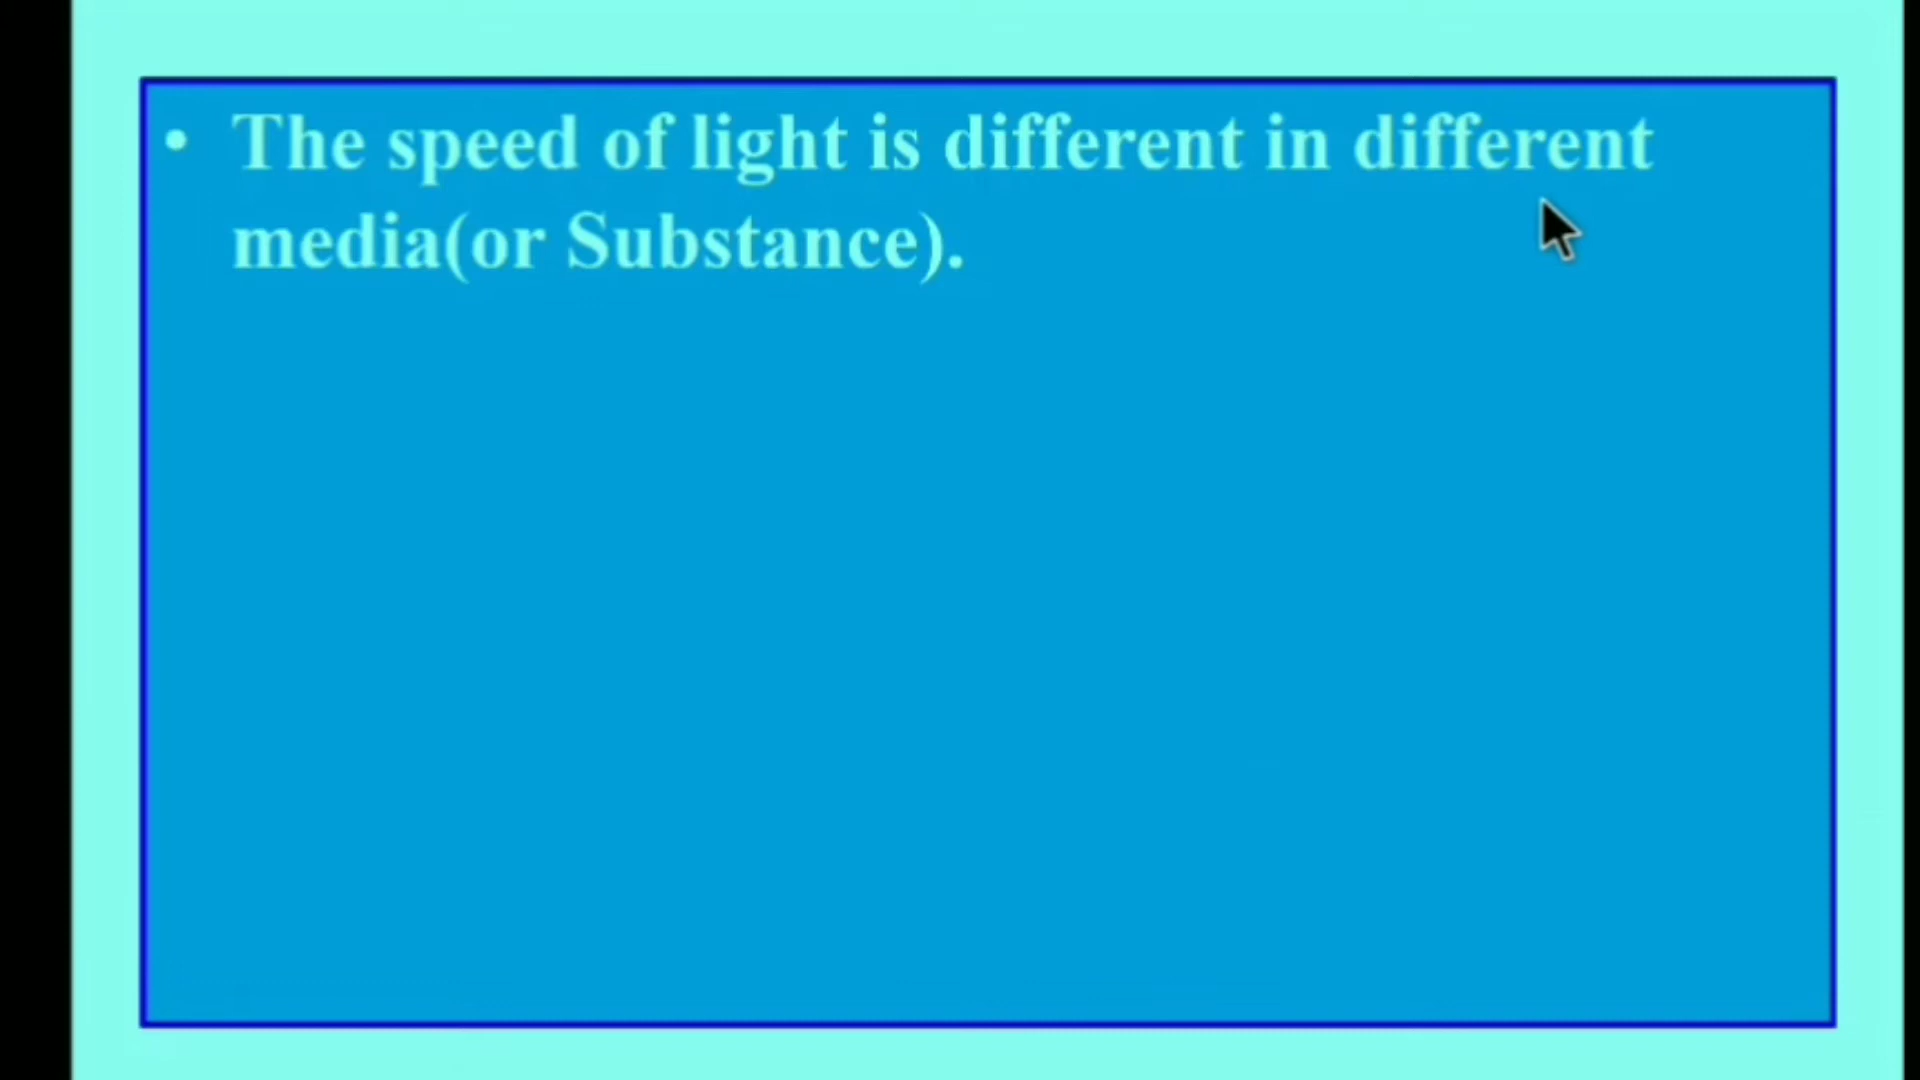 • The speed of light is different in different
media(or Substance).